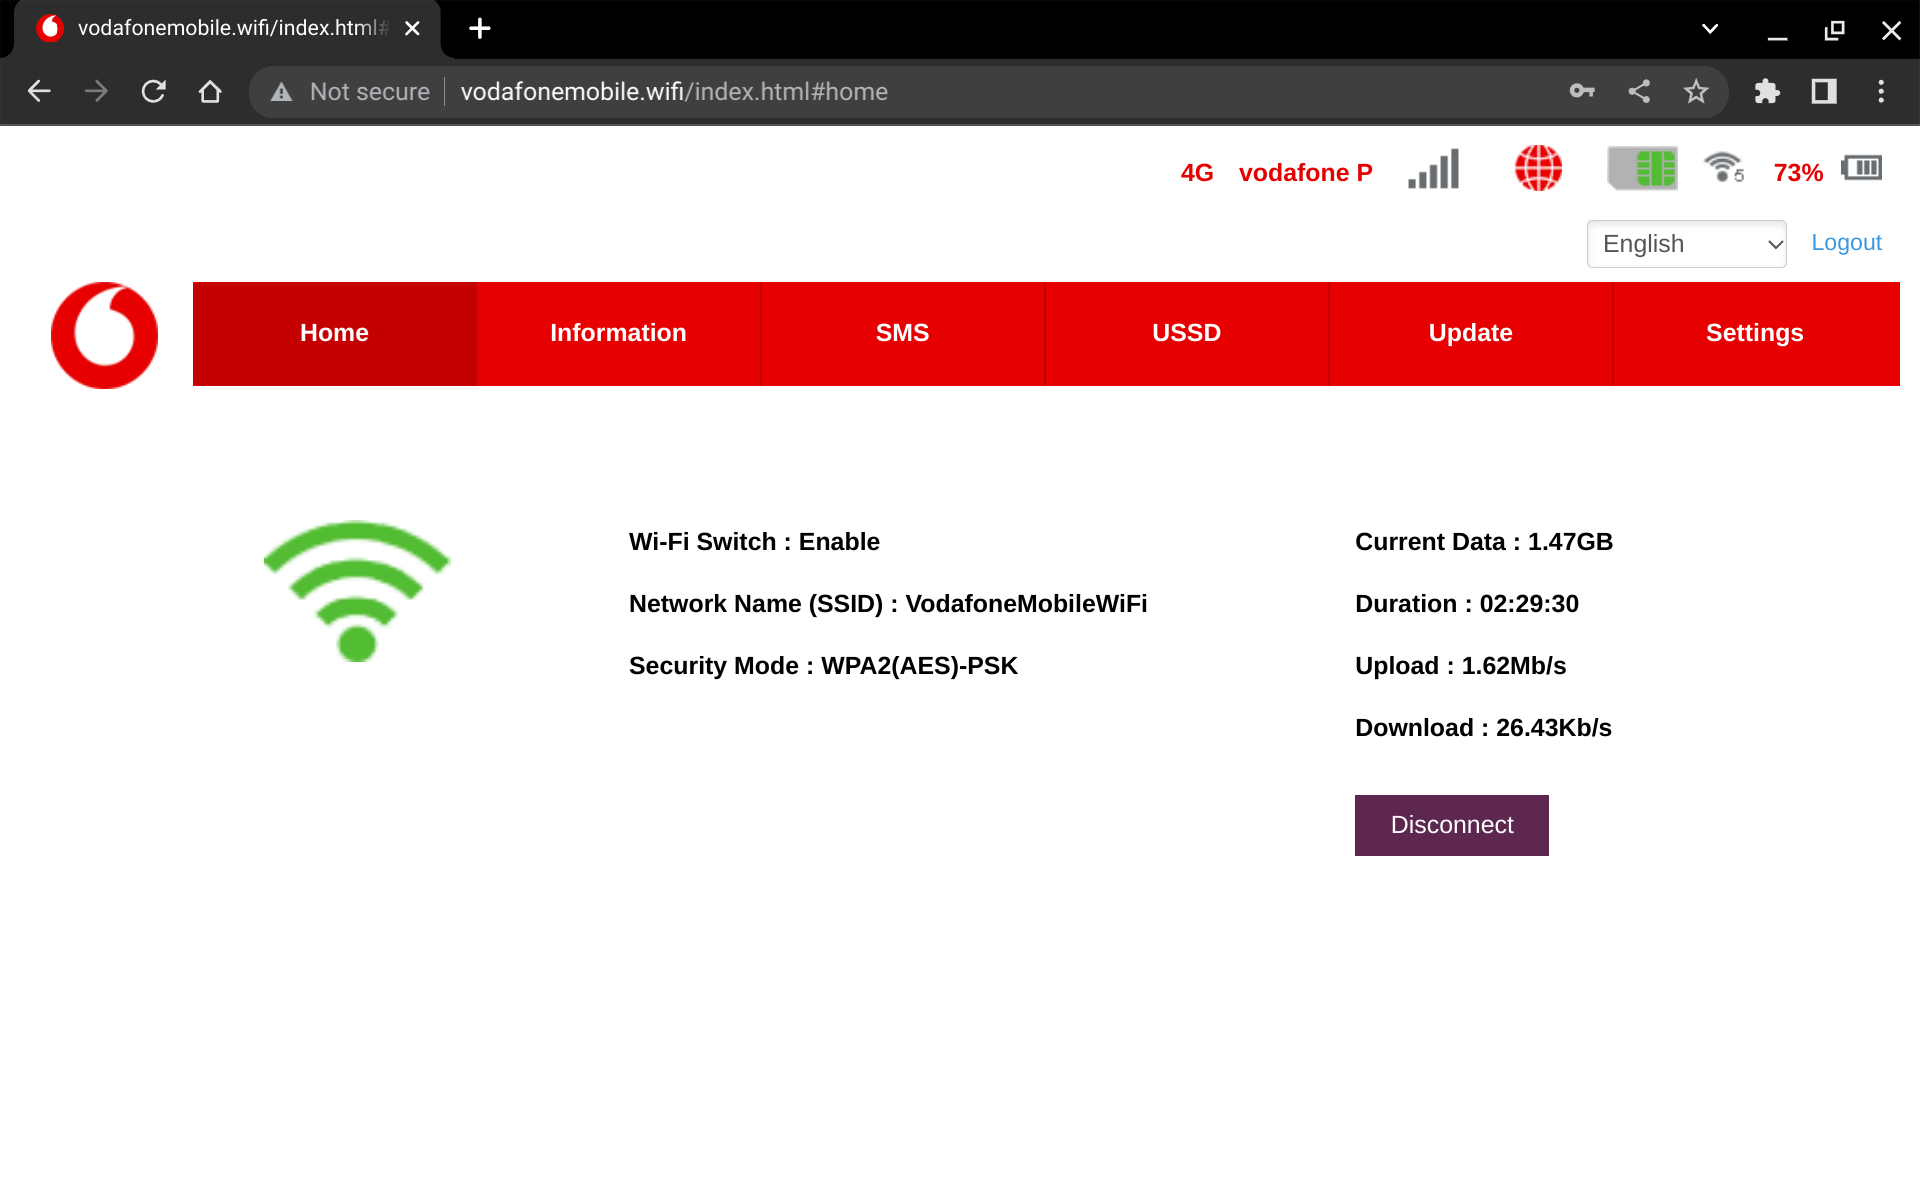 vodafonemobile.wifi/index.html#
Not secure
vodafonemobile.wifi/index.html#home
4G vodafone P 5 73%
English Logout
Home Information SMS USSD Update Settings
Wi-Fi Switch : Enable
Network Name (SSID) : VodafoneMobileWiFi
Security Mode : WPA2(AES)-PSK
Current Data : 1.47GB
Duration : 02:29:30
Upload : 1.62Mb/s
Download : 26.43Kb/s
Disconnect